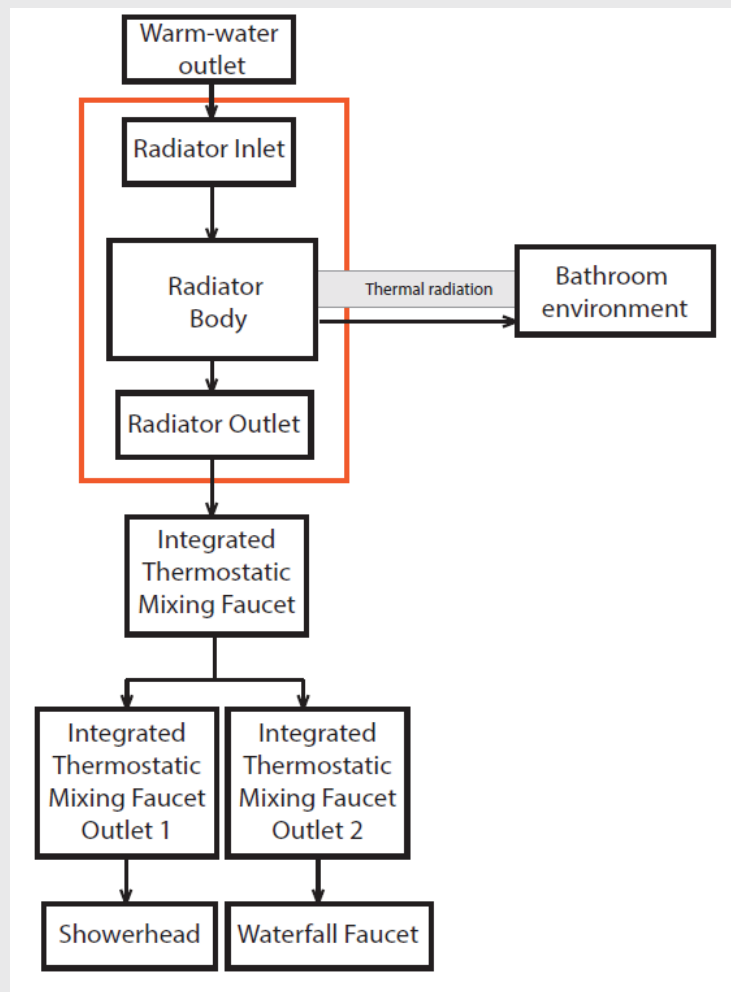 Warm-water
outlet
Radiator Inlet
Radiator
Body
Thermal radiation
Bathroom
environment
Radiator Outlet
Integrated
Thermostatic
Mixing Faucet
Integrated
Thermostatic
Mixing Faucet
Outlet 1
Integrated
Thermostatic
Mixing Faucet
Outlet 2
Showerhead
Waterfall Faucet